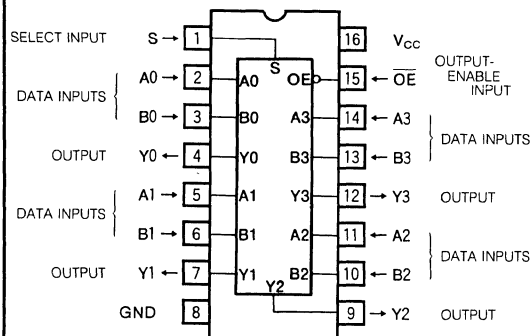 SELECT INPUT S → 1 16 V_CC
S
DATA INPUTS A0 → 2 A0 OE 15 ← O̅E̅ OUTPUT-ENABLE INPUT
B0 → 3 B0 A3 14 ← A3 DATA INPUTS
OUTPUT Y0 ← 4 Y0 B3 13 ← B3
DATA INPUTS A1 → 5 A1 Y3 12 → Y3 OUTPUT
B1 → 6 B1 A2 11 ← A2 DATA INPUTS
OUTPUT Y1 ← 7 Y1 B2 10 ← B2
Y2
GND 8 9 → Y2 OUTPUT